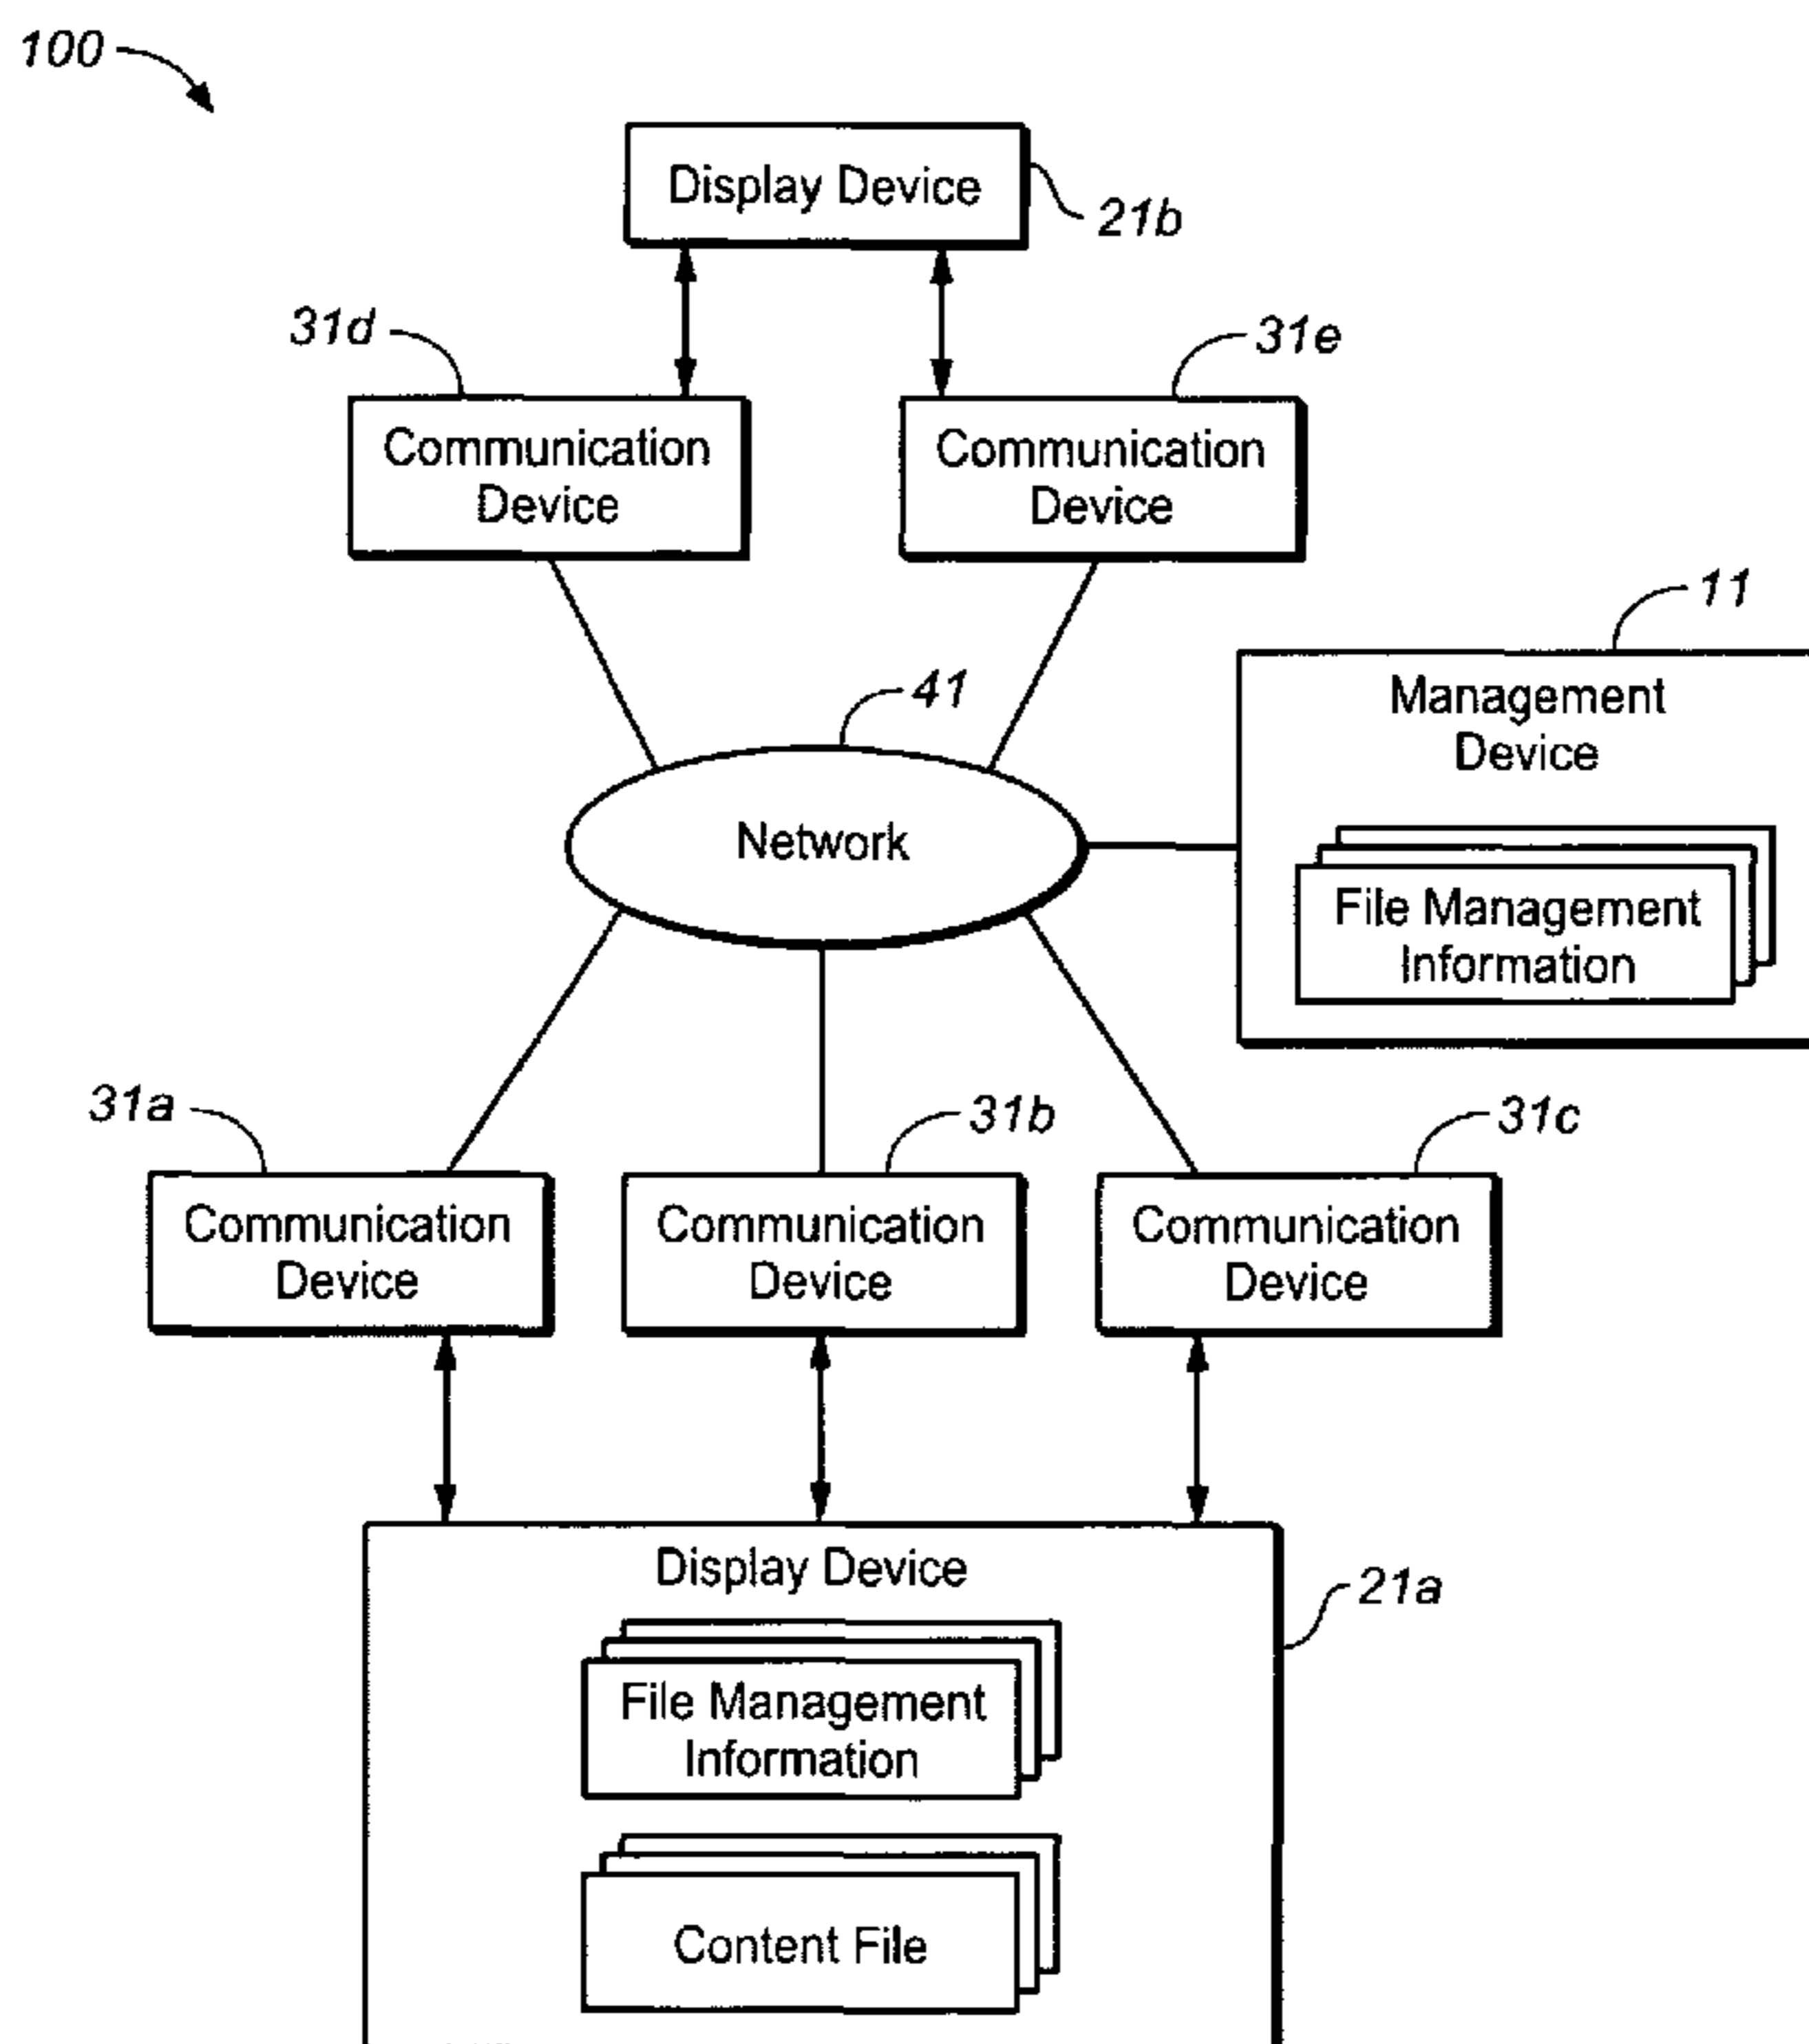 100
Display Device
21b
31d
31e
Communication
Device
Communication
Device
11
Management
Device
41
Network
File Management
Information
31a
31b
31c
Communication
Device
Communication
Device
Communication
Device
Display Device
21a
File Management
Information
Content File